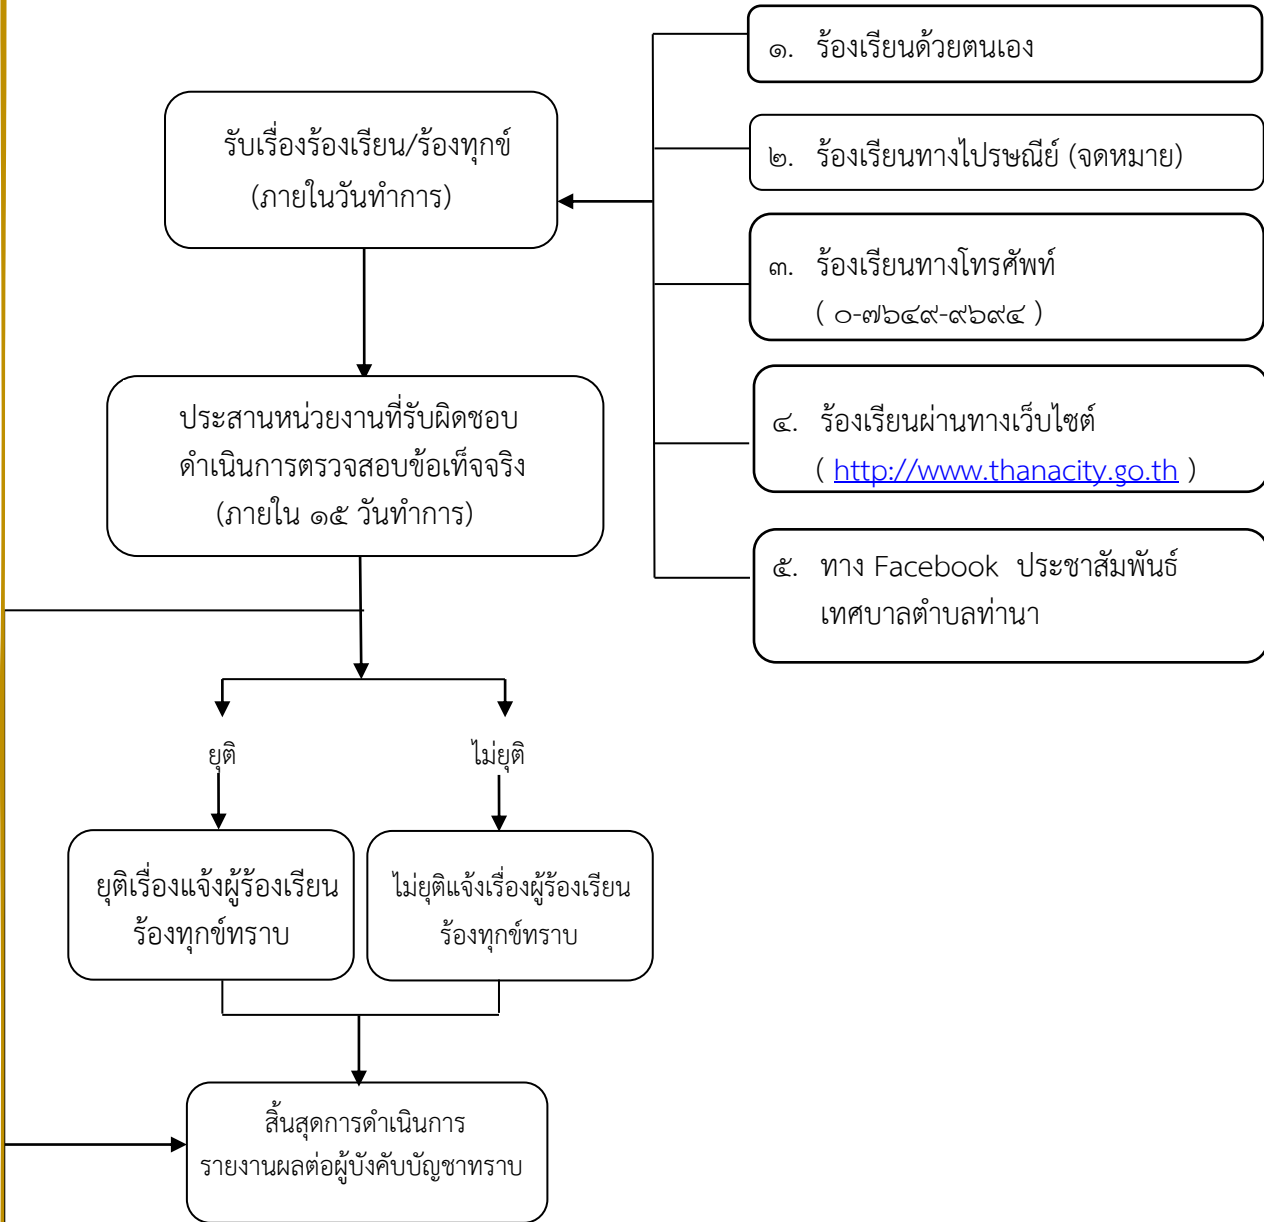 ๑. ร้องเรียนด้วยตนเอง
รับเรื่องร้องเรียน/ร้องทุกข์
(ภายในวันทำการ)
๒. ร้องเรียนทางไปรษณีย์ (จดหมาย)
๓. ร้องเรียนทางโทรศัพท์
( ๐-๗๖๔๙-๙๖๙๔ )
ประสานหน่วยงานที่รับผิดชอบ
ดำเนินการตรวจสอบข้อเท็จจริง
(ภายใน ๑๕ วันทำการ)
๔. ร้องเรียนผ่านทางเว็บไซต์
( http://www.thanacity.go.th )
๕. ทาง Facebook ประชาสัมพันธ์
เทศบาลตำบลท่านา
ยุติ
ไม่ยุติ
ยุติเรื่องแจ้งผู้ร้องเรียน
ร้องทุกข์ทราบ
ไม่ยุติแจ้งเรื่องผู้ร้องเรียน
ร้องทุกข์ทราบ
สิ้นสุดการดำเนินการ
รายงานผลต่อผู้บังคับบัญชาทราบ